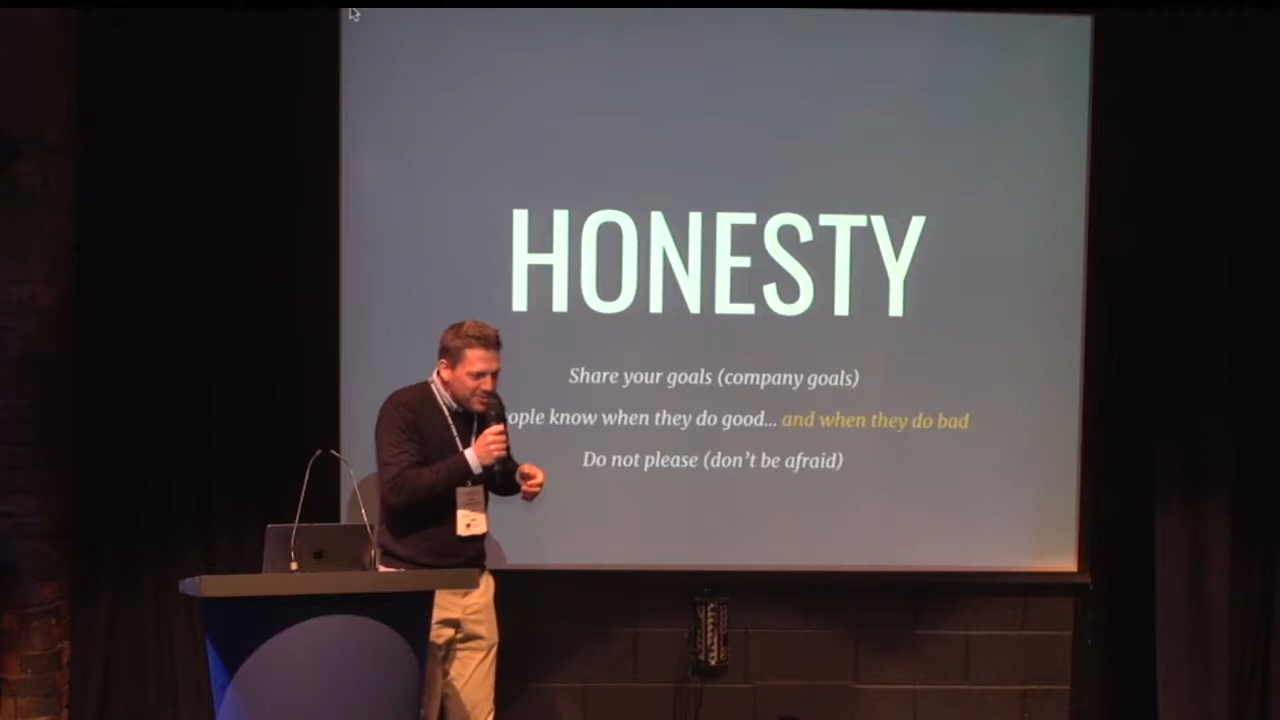 HONESTY
Share your goals (company goals)
know when they do good... and when they do bad
Do not please (don't be afraid)